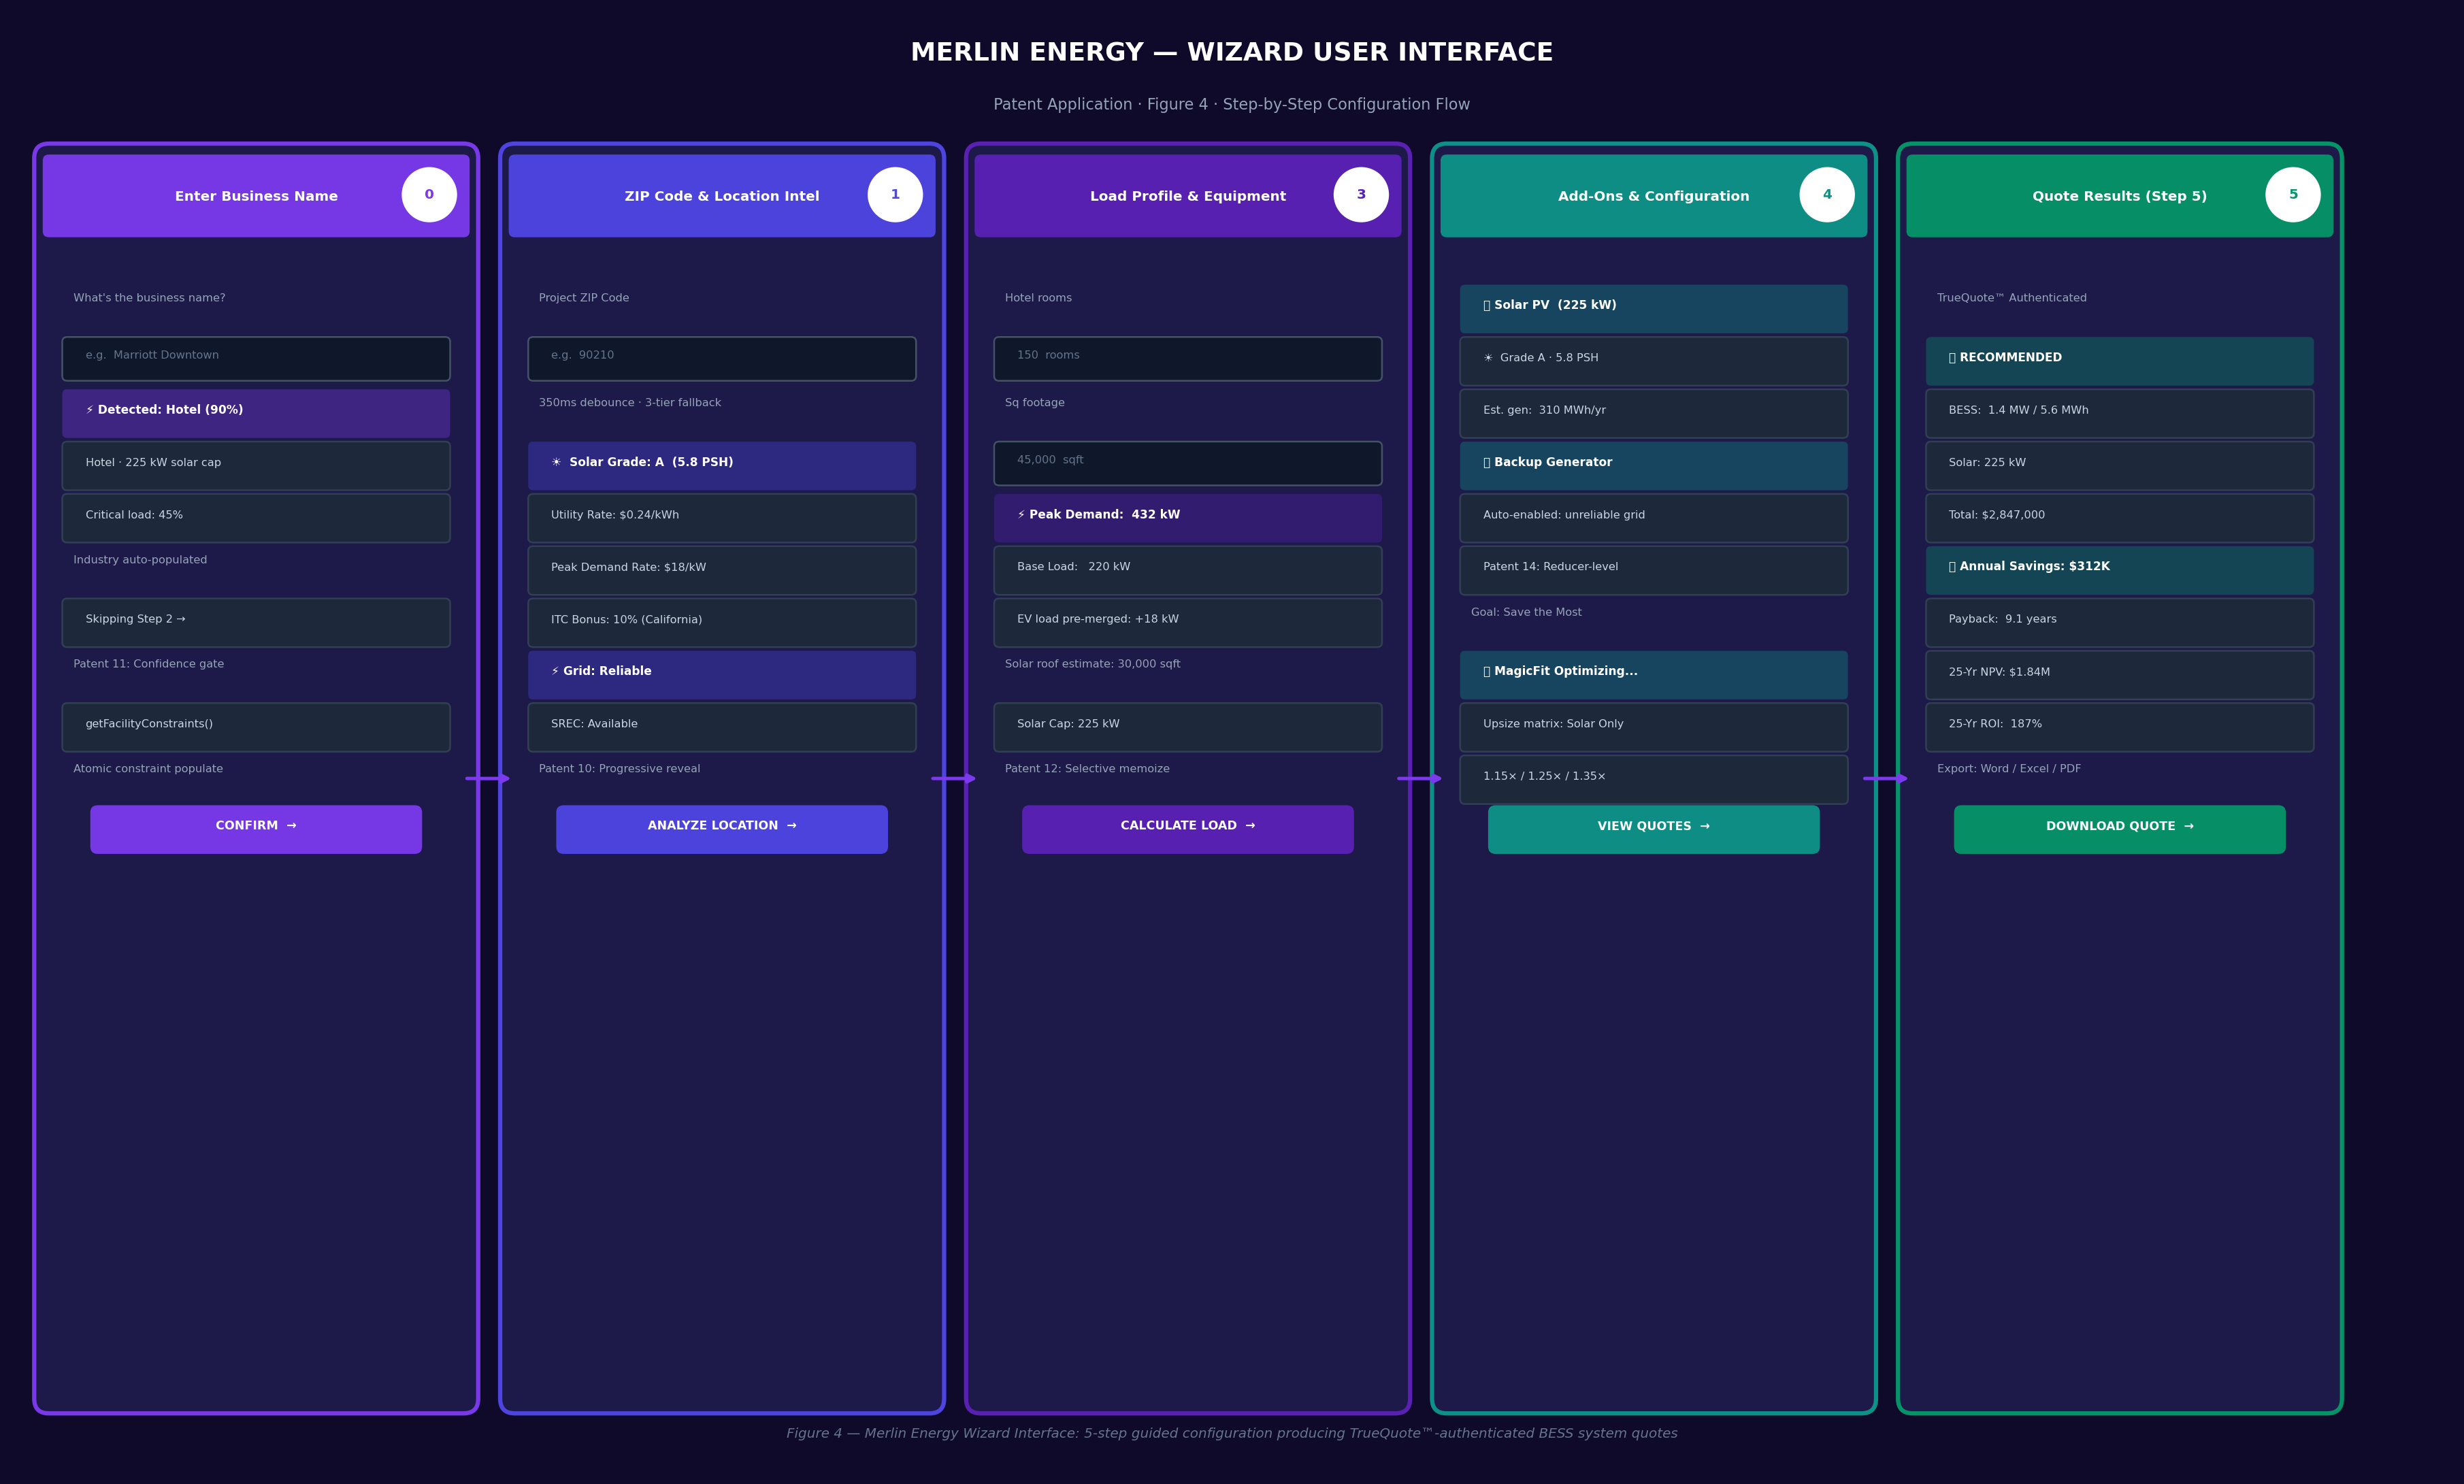 MERLIN ENERGY — WIZARD USER INTERFACE
Patent Application · Figure 4 · Step-by-Step Configuration Flow
Enter Business Name
0
What's the business name?
e.g. Marriott Downtown
⚡ Detected: Hotel (90%)
Hotel · 225 kW solar cap
Critical load: 45%
Industry auto-populated
Skipping Step 2 →
Patent 11: Confidence gate
getFacilityConstraints()
Atomic constraint populate
CONFIRM →
ZIP Code & Location Intel
1
Project ZIP Code
e.g. 90210
350ms debounce · 3-tier fallback
☀ Solar Grade: A (5.8 PSH)
Utility Rate: $0.24/kWh
Peak Demand Rate: $18/kW
ITC Bonus: 10% (California)
⚡ Grid: Reliable
SREC: Available
Patent 10: Progressive reveal
ANALYZE LOCATION →
Load Profile & Equipment
3
Hotel rooms
150 rooms
Sq footage
45,000 sqft
⚡ Peak Demand: 432 kW
Base Load: 220 kW
EV load pre-merged: +18 kW
Solar roof estimate: 30,000 sqft
Solar Cap: 225 kW
Patent 12: Selective memoize
CALCULATE LOAD →
Add-Ons & Configuration
4
Solar PV (225 kW)
☀ Grade A · 5.8 PSH
Est. gen: 310 MWh/yr
Backup Generator
Auto-enabled: unreliable grid
Patent 14: Reducer-level
Goal: Save the Most
MagicFit Optimizing...
Upsize matrix: Solar Only
1.15× / 1.25× / 1.35×
VIEW QUOTES →
Quote Results (Step 5)
5
TrueQuote™ Authenticated
RECOMMENDED
BESS: 1.4 MW / 5.6 MWh
Solar: 225 kW
Total: $2,847,000
Annual Savings: $312K
Payback: 9.1 years
25-Yr NPV: $1.84M
25-Yr ROI: 187%
Export: Word / Excel / PDF
DOWNLOAD QUOTE →
Figure 4 — Merlin Energy Wizard Interface: 5-step guided configuration producing TrueQuote™-authenticated BESS system quotes